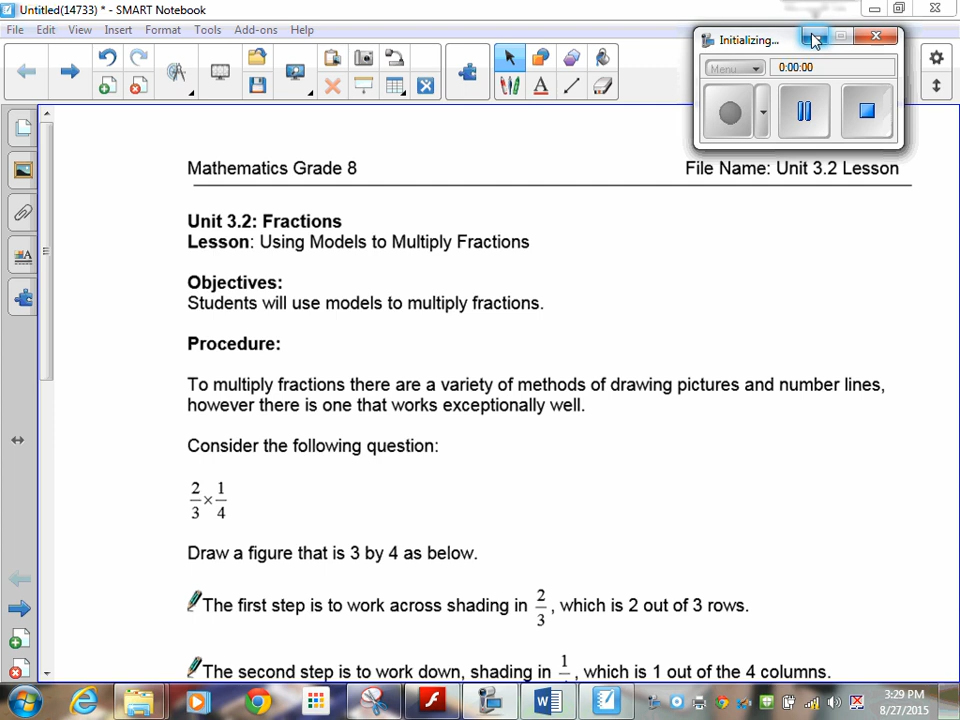 Untitled(14733) * - SMART Notebook
File Edit View Insert Format Tools Add-ons Help
Initializing...
Menu 0:00:00
Mathematics Grade 8 File Name: Unit 3.2 Lesson
Unit 3.2: Fractions
Lesson: Using Models to Multiply Fractions
Objectives:
Students will use models to multiply fractions.
Procedure:
To multiply fractions there are a variety of methods of drawing pictures and number lines,
however there is one that works exceptionally well.
Consider the following question:
2/3 × 1/4
Draw a figure that is 3 by 4 as below.
The first step is to work across shading in 2/3, which is 2 out of 3 rows.
The second step is to work down, shading in 1/, which is 1 out of the 4 columns.
3:29 PM
8/27/2015